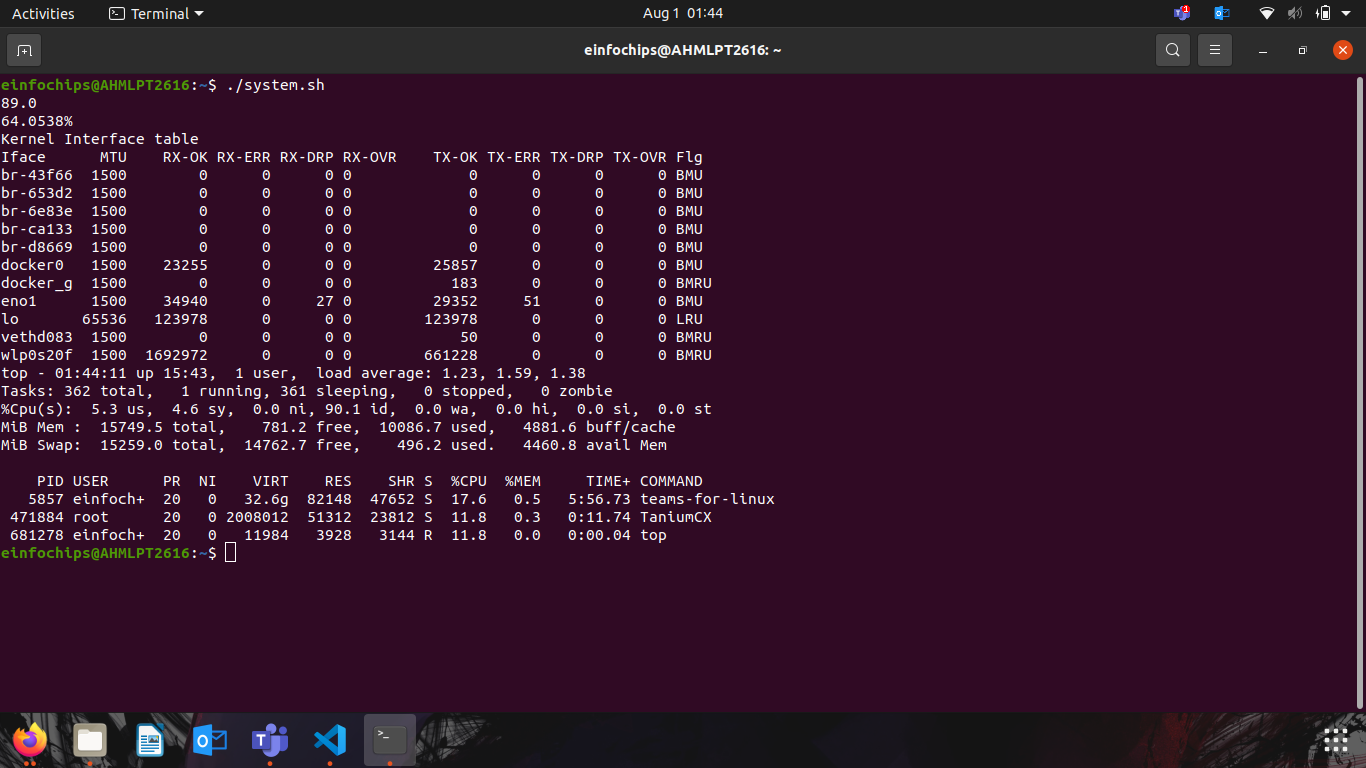 Activities Terminal Aug 1 01:44 1
einfochips@AHMLPT2616: ~
einfochips@AHMLPT2616:~$ ./system.sh
89.0
64.0538%
Kernel Interface table
Iface      MTU    RX-OK RX-ERR RX-DRP RX-OVR    TX-OK TX-ERR TX-DRP TX-OVR Flg
br-43f66  1500        0      0      0 0             0      0      0      0 BMU
br-653d2  1500        0      0      0 0             0      0      0      0 BMU
br-6e83e  1500        0      0      0 0             0      0      0      0 BMU
br-ca133  1500        0      0      0 0             0      0      0      0 BMU
br-d8669  1500        0      0      0 0             0      0      0      0 BMU
docker0   1500    23255      0      0 0         25857      0      0      0 BMU
docker_g  1500        0      0      0 0           183      0      0      0 BMRU
eno1      1500    34940      0     27 0         29352     51      0      0 BMU
lo       65536   123978      0      0 0        123978      0      0      0 LRU
vethd083  1500        0      0      0 0            50      0      0      0 BMRU
wlp0s20f  1500  1692972      0      0 0        661228      0      0      0 BMRU
top - 01:44:11 up 15:43,  1 user,  load average: 1.23, 1.59, 1.38
Tasks: 362 total,   1 running, 361 sleeping,   0 stopped,   0 zombie
%Cpu(s):  5.3 us,  4.6 sy,  0.0 ni, 90.1 id,  0.0 wa,  0.0 hi,  0.0 si,  0.0 st
MiB Mem :  15749.5 total,    781.2 free,  10086.7 used,   4881.6 buff/cache
MiB Swap:  15259.0 total,  14762.7 free,    496.2 used.   4460.8 avail Mem
PID USER      PR  NI    VIRT    RES    SHR S  %CPU  %MEM     TIME+ COMMAND
5857 einfoch+  20   0   32.6g  82148  47652 S  17.6   0.5   5:56.73 teams-for-linux
471884 root      20   0 2008012  51312  23812 S  11.8   0.3   0:11.74 TaniumCX
681278 einfoch+  20   0   11984   3928   3144 R  11.8   0.0   0:00.04 top
einfochips@AHMLPT2616:~$